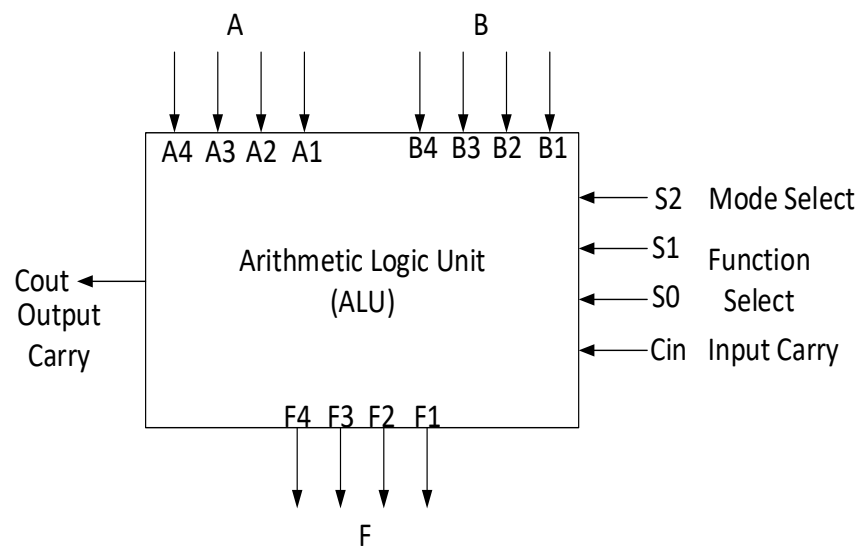 A B
A4 A3 A2 A1 B4 B3 B2 B1
S2 Mode Select
S1 Function
S0 Select
Cin Input Carry
Arithmetic Logic Unit
(ALU)
Cout
Output
Carry
F4 F3 F2 F1
F